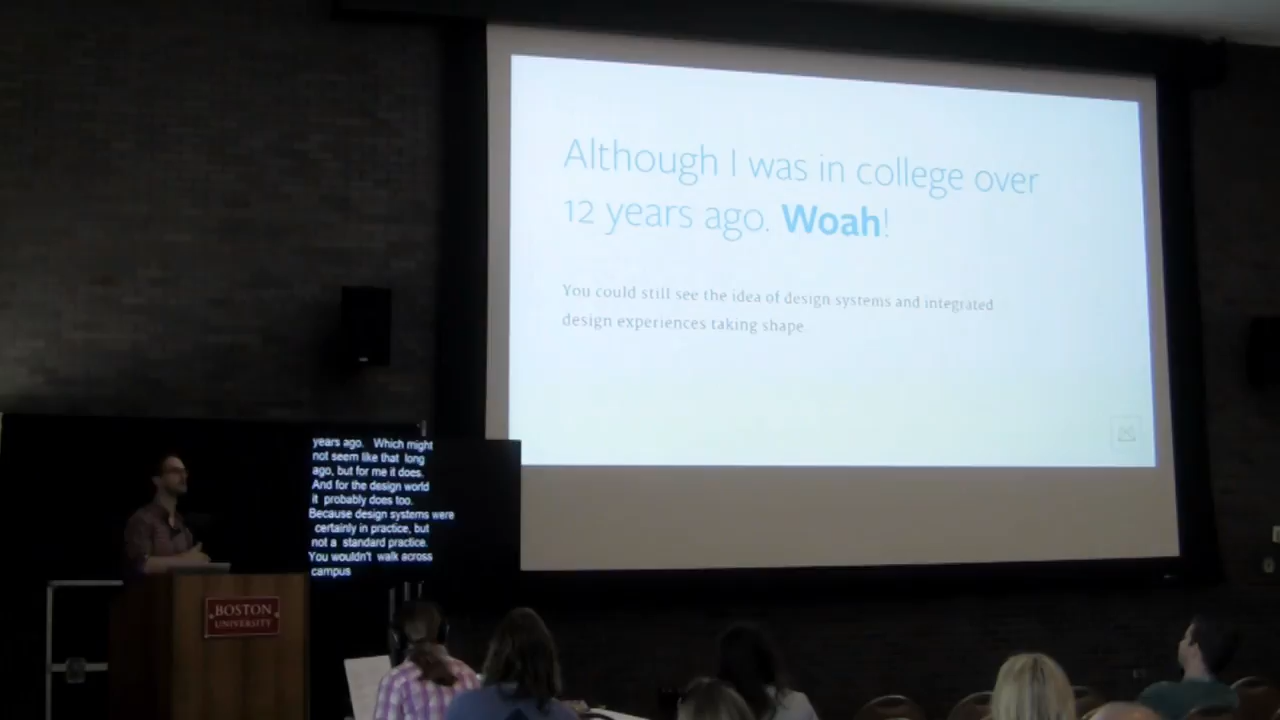 Although I was in college over
12 years ago. Woah!
You could still see the idea of design systems and integrated
design experiences taking shape
years ago. Which might
not seem like that long
ago, but for me it does.
And for the design world
it probably does too.
Because design systems were
certainly in practice, but
not a standard practice.
You wouldn't walk across
campus
BOSTON
UNIVERSITY